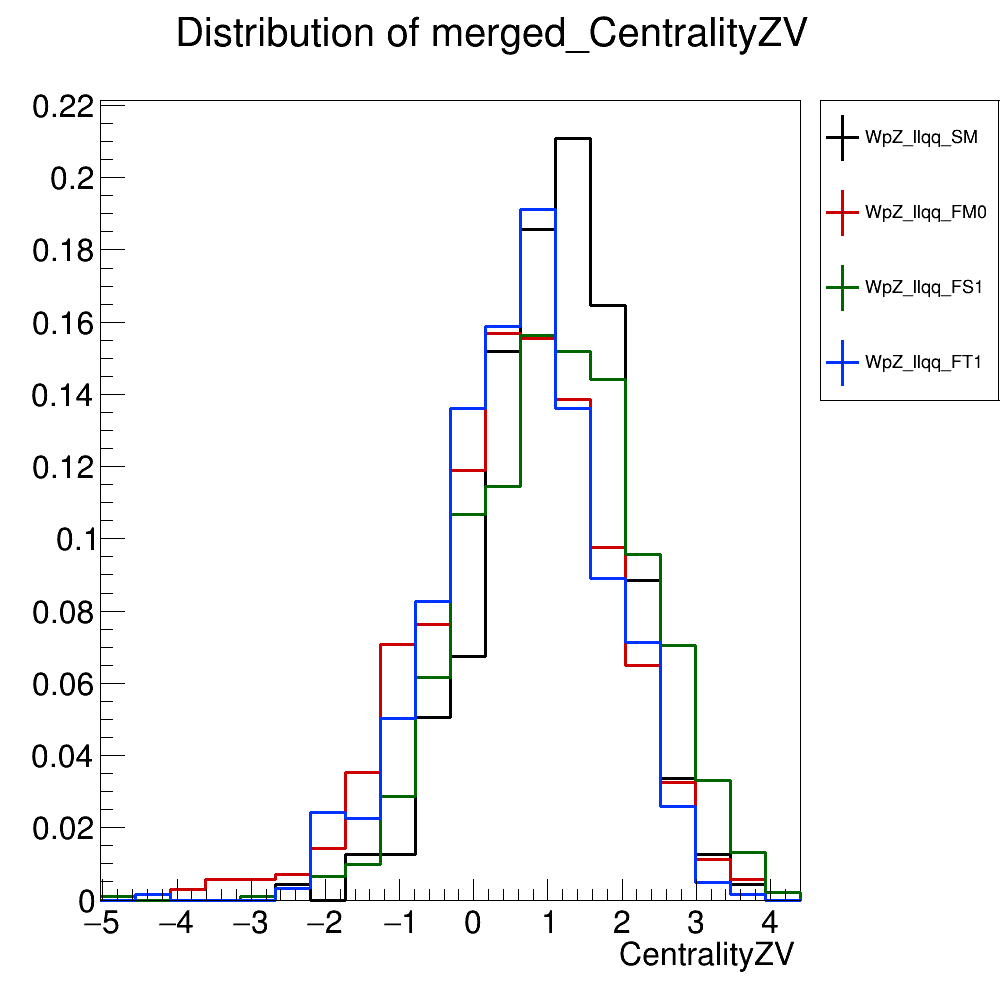 Distribution of merged_CentralityZV
0.22
0.2
0.18
0.16
0.14
0.12
0.1
0.08
0.06
0.04
0.02
0
−5 −4 −3 −2 −1 0 1 2 3 4
CentralityZV
WpZ_llqq_SM
WpZ_llqq_FM0
WpZ_llqq_FS1
WpZ_llqq_FT1